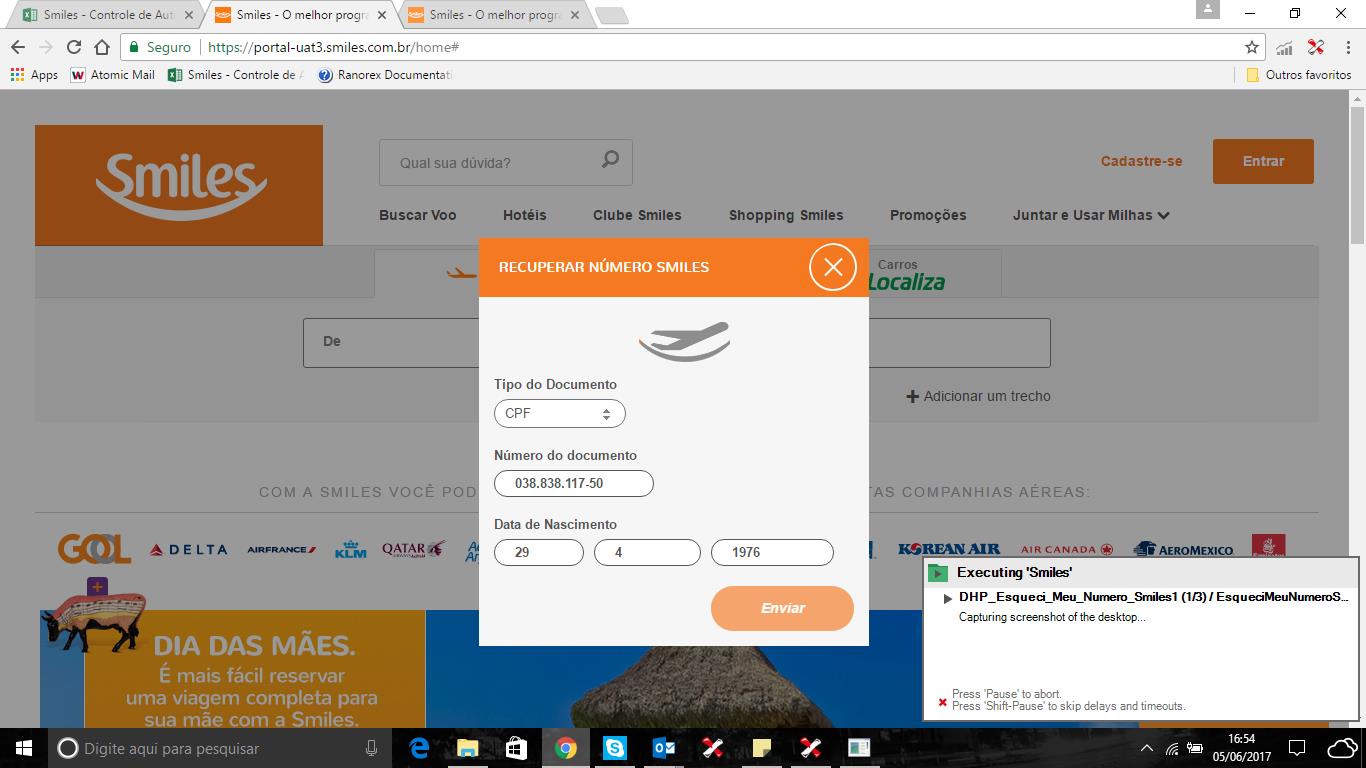 Smiles - Controle de Auto
Smiles - O melhor progra
Smiles - O melhor progra
Seguro
https://portal-uat3.smiles.com.br/home#
Apps
Atomic Mail
Smiles - Controle de A
Ranorex Documentati
Outros favoritos
Smiles
Qual sua dúvida?
Cadastre-se
Entrar
Buscar Voo
Hotéis
Clube Smiles
Shopping Smiles
Promoções
Juntar e Usar Milhas
RECUPERAR NÚMERO SMILES
Carros
Localiza
De
Tipo do Documento
CPF
Adicionar um trecho
Número do documento
038.838.117-50
COM A SMILES VOCÊ POD
TAS COMPANHIAS AÉREAS:
Data de Nascimento
29
4
1976
GOL
DELTA
AIRFRANCE
KLM
QATAR
KOREAN AIR
AIR CANADA
AEROMEXICO
Enviar
Executing 'Smiles'
DHP_Esqueci_Meu_Numero_Smiles1 (1/3) / EsqueciMeuNumeroS...
Capturing screenshot of the desktop...
DIA DAS MÃES.
É mais fácil reservar
uma viagem completa para
sua mãe com a Smiles.
Press 'Pause' to abort.
Press 'Shift-Pause' to skip delays and timeouts.
Digite aqui para pesquisar
16:54
05/06/2017